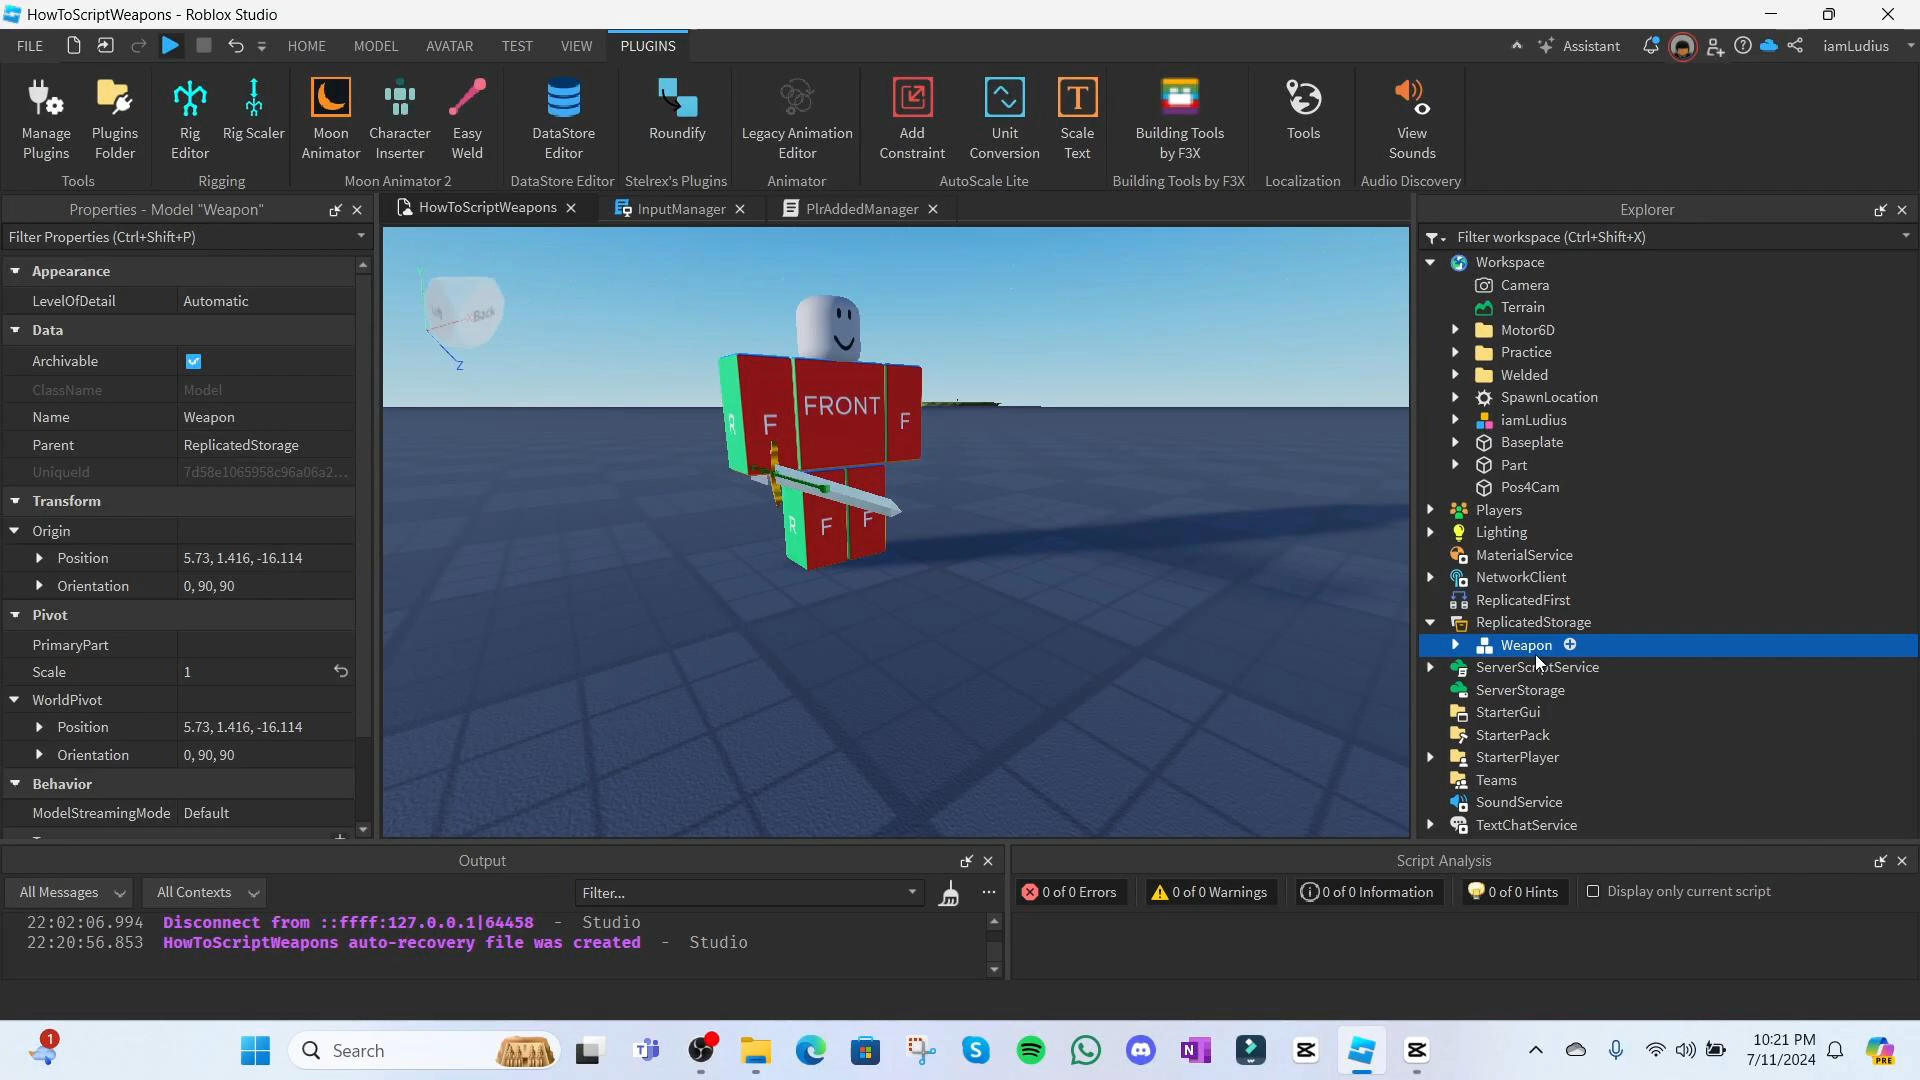 HowToScriptWeapons - Roblox Studio
FILE HOME MODEL AVATAR TEST VIEW PLUGINS Assistant iamLudius
Manage Plugins
Plugins Folder
Rig Editor
Rig Scaler
Moon Animator
Character Inserter
Easy Weld
DataStore Editor
Roundify
Legacy Animation Editor
Add Constraint
Unit Conversion
Scale Text
Building Tools by F3X
Tools
View Sounds
Tools Rigging Moon Animator 2 DataStore Editor Stelrex's Plugins Animator AutoScale Lite Building Tools by F3X Localization Audio Discovery
Properties - Model "Weapon"
Filter Properties (Ctrl+Shift+P)
Appearance
LevelOfDetail Automatic
Data
Archivable
ClassName Model
Name Weapon
Parent ReplicatedStorage
UniqueId 7d58e1065958c96a06a2...
Transform
Origin
Position 5.73, 1.416, -16.114
Orientation 0, 90, 90
Pivot
PrimaryPart
Scale 1
WorldPivot
Position 5.73, 1.416, -16.114
Orientation 0, 90, 90
Behavior
ModelStreamingMode Default
HowToScriptWeapons InputManager PlrAddedManager
Y
Back
Z
FRONT
R F F
R F F
Explorer
Filter workspace (Ctrl+Shift+X)
Workspace
Camera
Terrain
Motor6D
Practice
Welded
SpawnLocation
iamLudius
Baseplate
Part
Pos4Cam
Players
Lighting
MaterialService
NetworkClient
ReplicatedFirst
ReplicatedStorage
Weapon
ServerScriptService
ServerStorage
StarterGui
StarterPack
StarterPlayer
Teams
SoundService
TextChatService
Output
All Messages All Contexts Filter...
22:02:06.994 Disconnect from ::ffff:127.0.0.1|64458 - Studio
22:20:56.853 HowToScriptWeapons auto-recovery file was created - Studio
Script Analysis
0 of 0 Errors 0 of 0 Warnings 0 of 0 Information 0 of 0 Hints Display only current script
1
Search
10:21 PM
7/11/2024
PRE